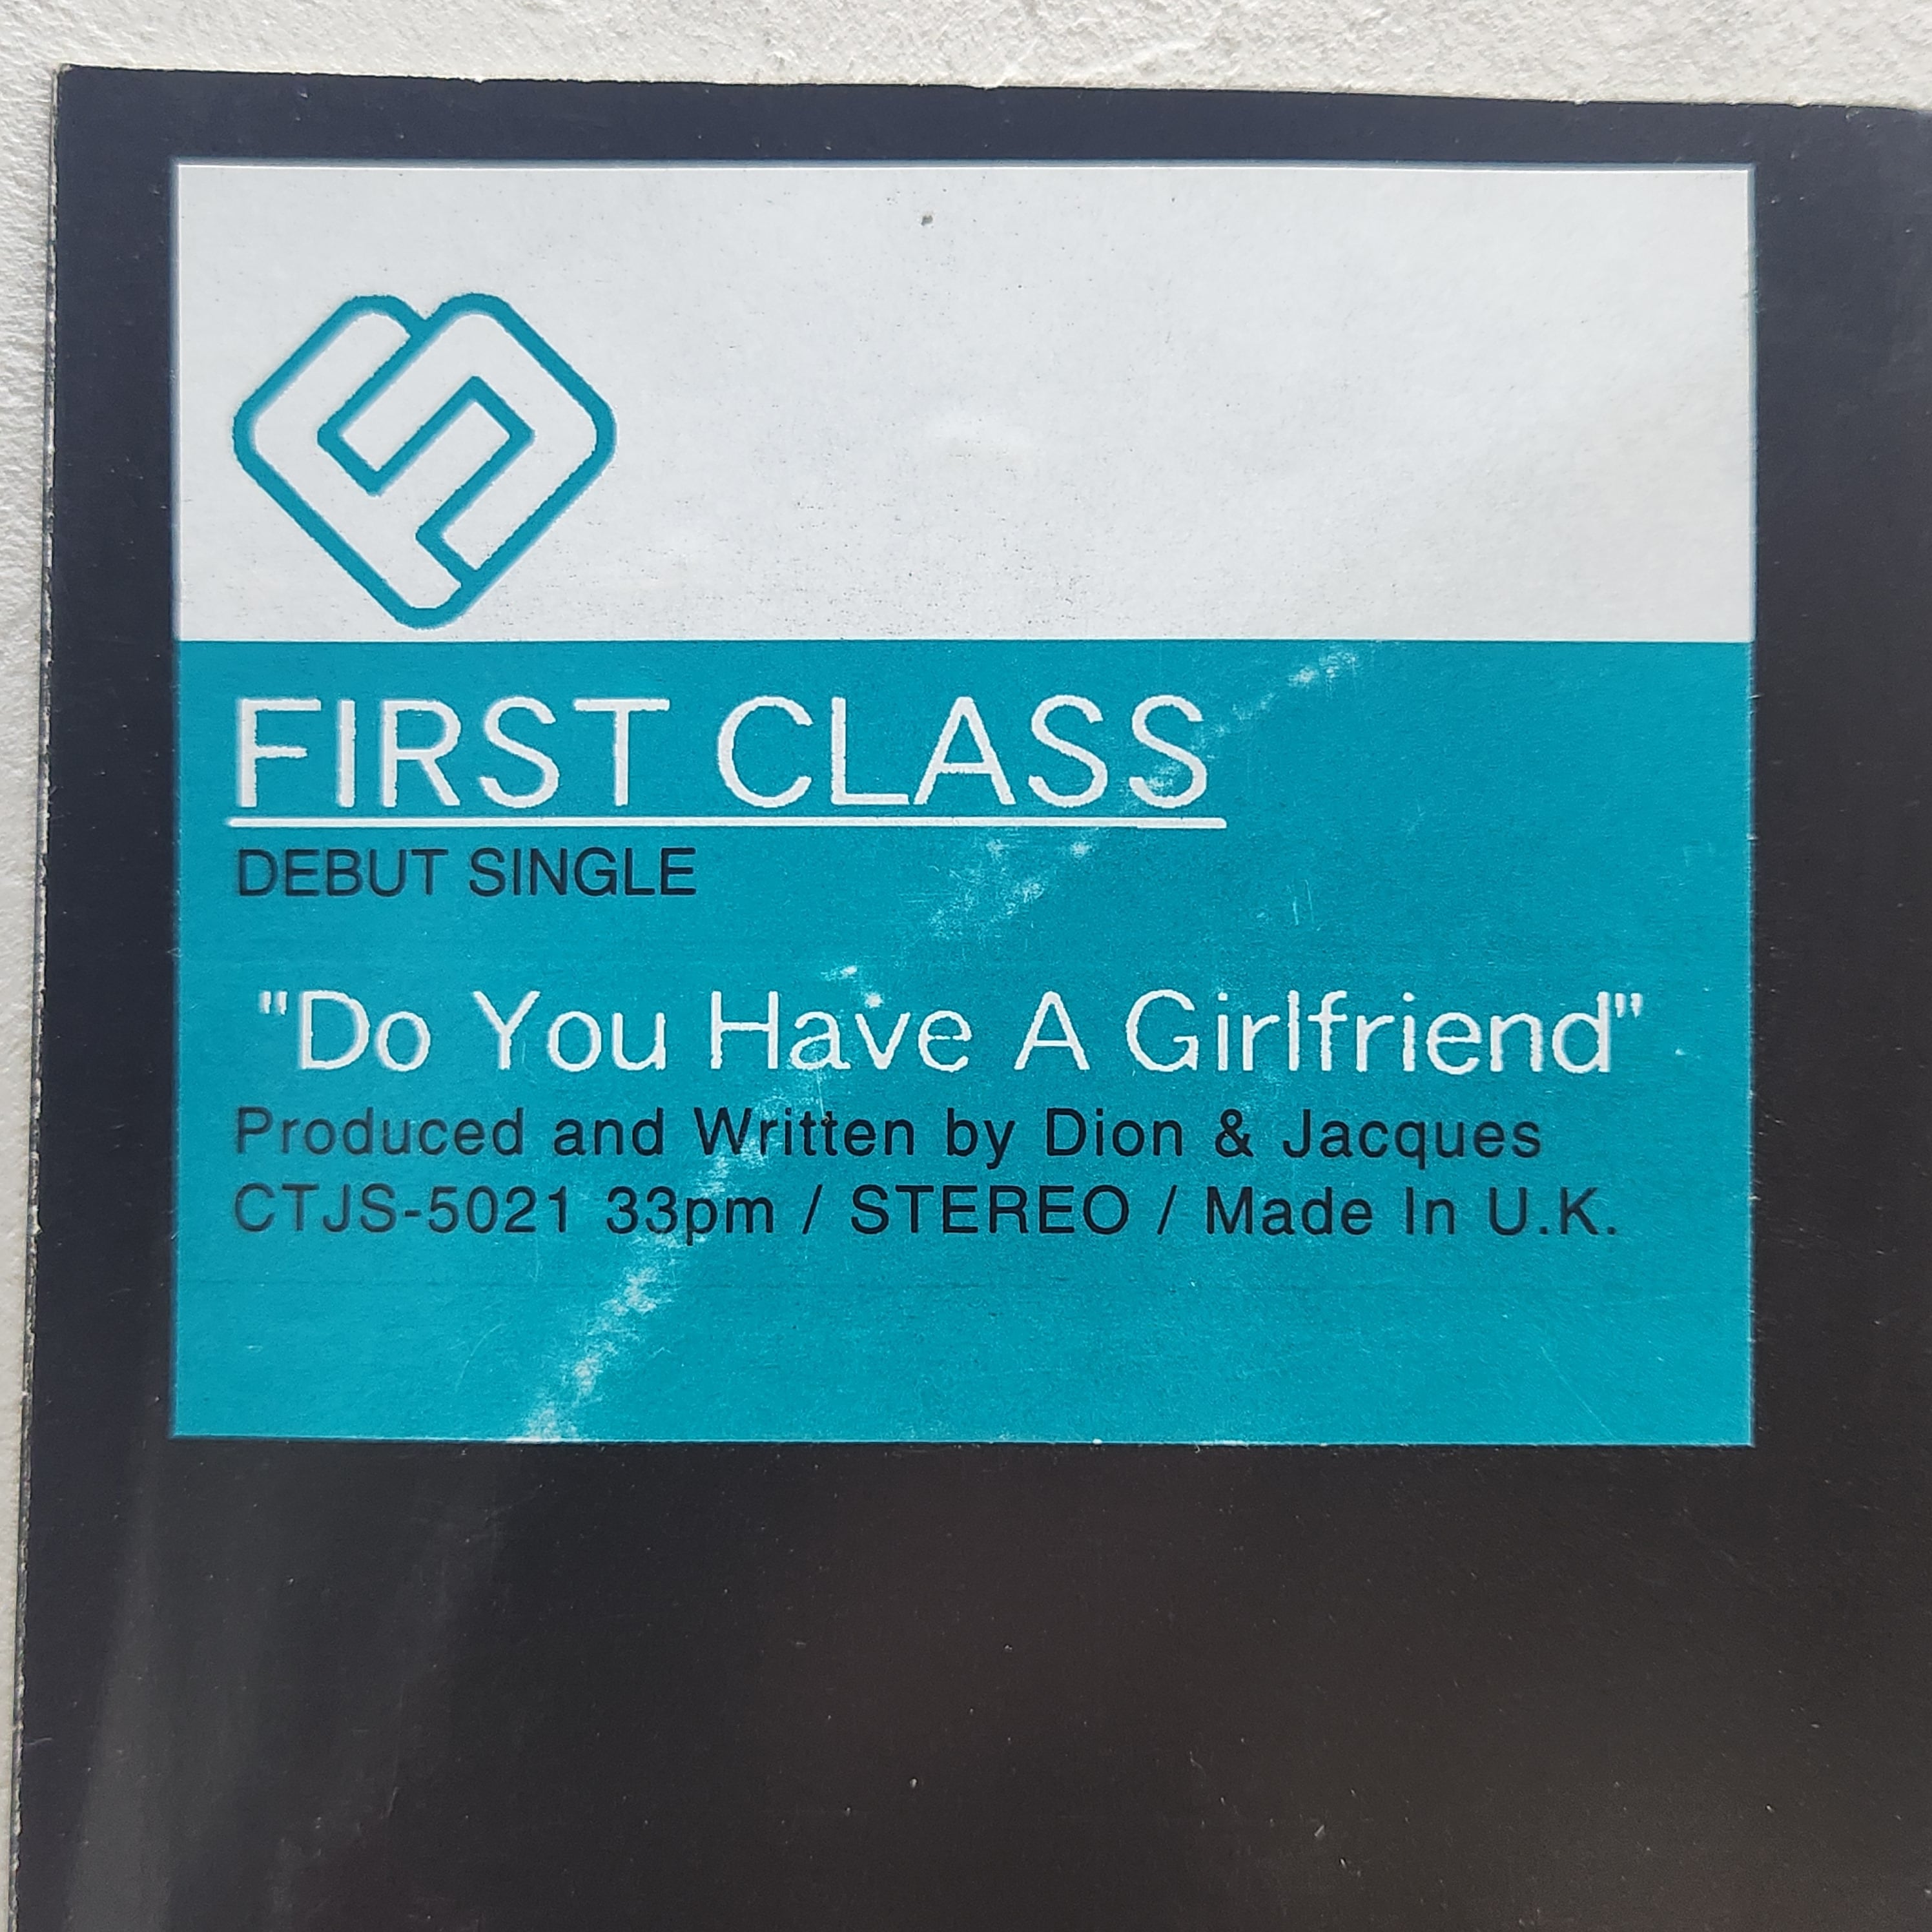 FIRST CLASS
DEBUT SINGLE
"Do You Have A Girlfriend"
Produced and Written by Dion & Jacques
CTJS-5021 33pm / STEREO / Made In U.K.